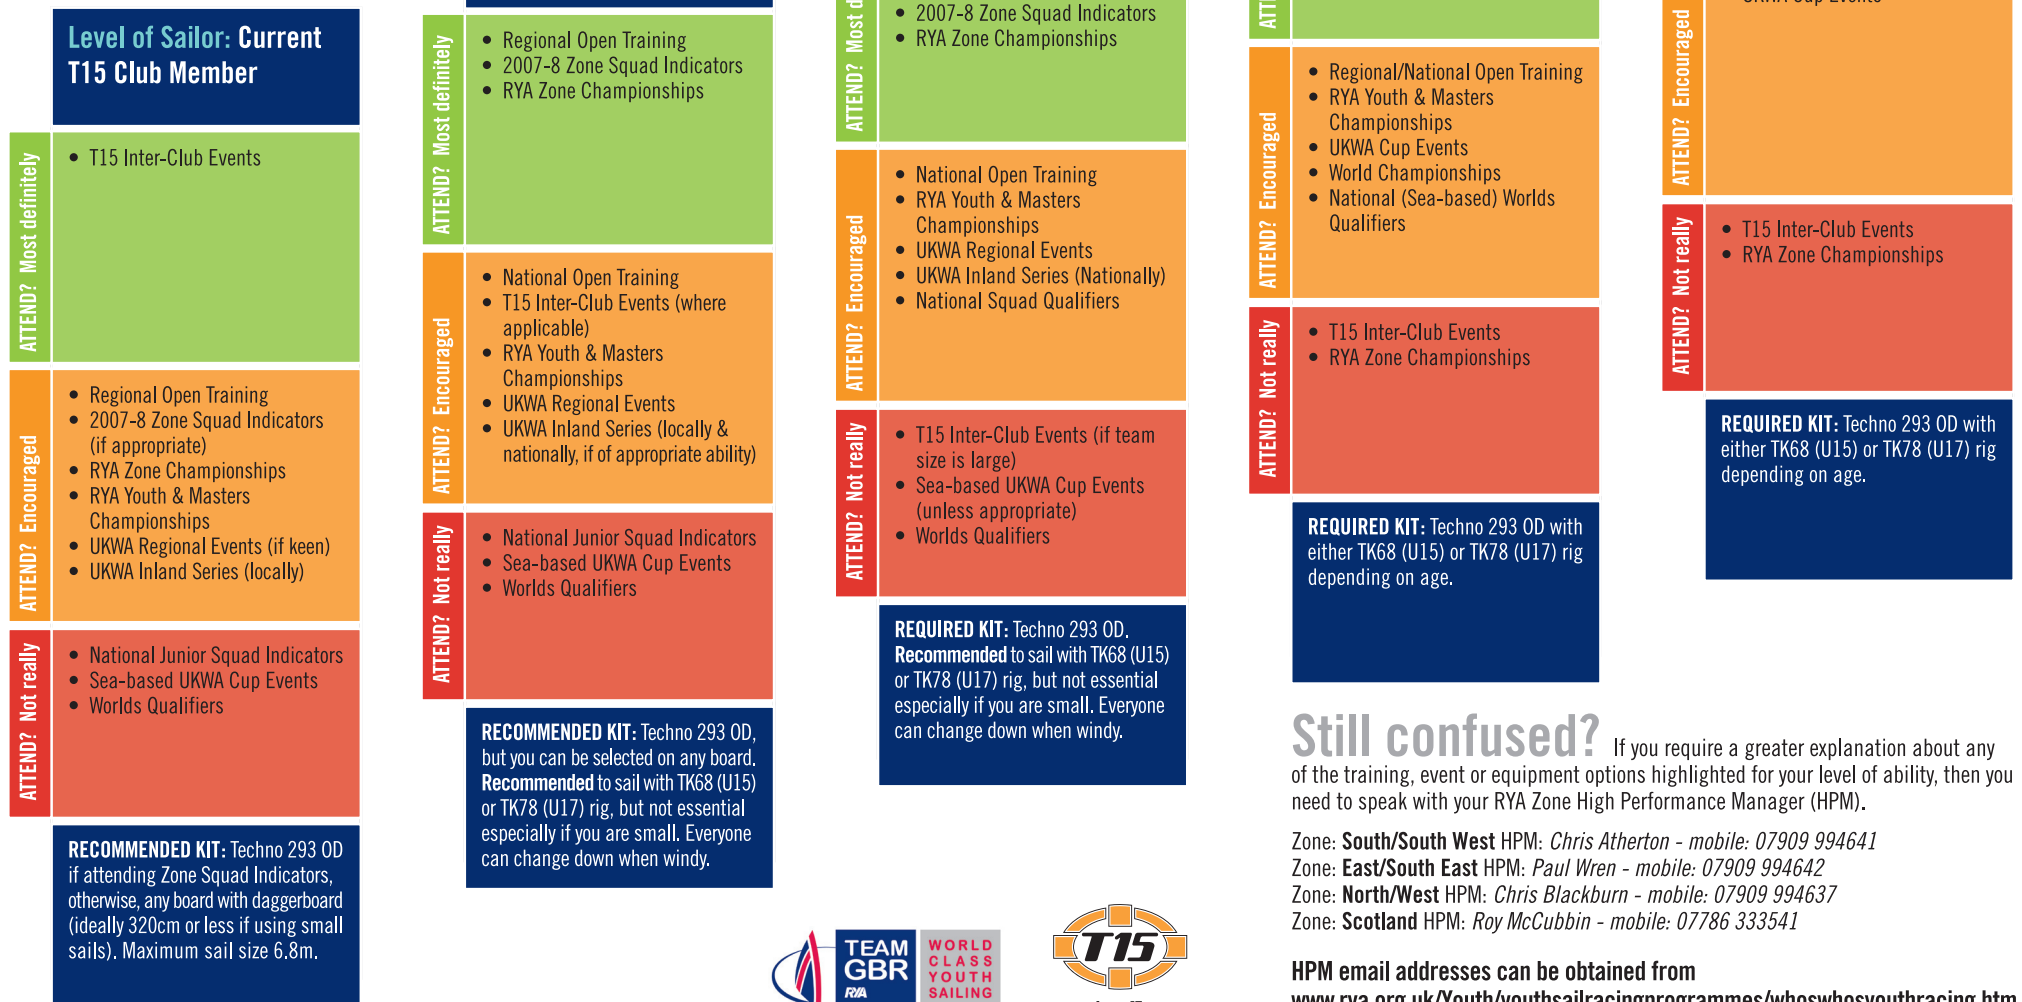 Level of Sailor: Current
T15 Club Member
ATTEND? Most definitely
• T15 Inter-Club Events
ATTEND? Encouraged
• Regional Open Training
• 2007-8 Zone Squad Indicators
(if appropriate)
• RYA Zone Championships
• RYA Youth & Masters
Championships
• UKWA Regional Events (if keen)
• UKWA Inland Series (locally)
ATTEND? Not really
• National Junior Squad Indicators
• Sea-based UKWA Cup Events
• Worlds Qualifiers
RECOMMENDED KIT: Techno 293 OD
if attending Zone Squad Indicators,
otherwise, any board with daggerboard
(ideally 320cm or less if using small
sails). Maximum sail size 6.8m.
ATTEND? Most definitely
• Regional Open Training
• 2007-8 Zone Squad Indicators
• RYA Zone Championships
ATTEND? Encouraged
• National Open Training
• T15 Inter-Club Events (where
applicable)
• RYA Youth & Masters
Championships
• UKWA Regional Events
• UKWA Inland Series (locally &
nationally, if of appropriate ability)
ATTEND? Not really
• National Junior Squad Indicators
• Sea-based UKWA Cup Events
• Worlds Qualifiers
RECOMMENDED KIT: Techno 293 OD,
but you can be selected on any board.
Recommended to sail with TK68 (U15)
or TK78 (U17) rig, but not essential
especially if you are small. Everyone
can change down when windy.
ATTEND? Most
• 2007-8 Zone Squad Indicators
• RYA Zone Championships
ATTEND? Encouraged
• National Open Training
• RYA Youth & Masters
Championships
• UKWA Regional Events
• UKWA Inland Series (Nationally)
• National Squad Qualifiers
ATTEND? Not really
• T15 Inter-Club Events (if team
size is large)
• Sea-based UKWA Cup Events
(unless appropriate)
• Worlds Qualifiers
REQUIRED KIT: Techno 293 OD.
Recommended to sail with TK68 (U15)
or TK78 (U17) rig, but not essential
especially if you are small. Everyone
can change down when windy.
TEAM
GBR
RYA
WORLD
CLASS
YOUTH
SAILING
T15
ATTEND? Encouraged
• Regional/National Open Training
• RYA Youth & Masters
Championships
• UKWA Cup Events
• World Championships
• National (Sea-based) Worlds
Qualifiers
ATTEND? Not really
• T15 Inter-Club Events
• RYA Zone Championships
REQUIRED KIT: Techno 293 OD with
either TK68 (U15) or TK78 (U17) rig
depending on age.
ATTEND? Encouraged
Cup Events
ATTEND? Not really
• T15 Inter-Club Events
• RYA Zone Championships
REQUIRED KIT: Techno 293 OD with
either TK68 (U15) or TK78 (U17) rig
depending on age.
Still confused? If you require a greater explanation about any
of the training, event or equipment options highlighted for your level of ability, then you
need to speak with your RYA Zone High Performance Manager (HPM).
Zone: South/South West HPM: Chris Atherton - mobile: 07909 994641
Zone: East/South East HPM: Paul Wren - mobile: 07909 994642
Zone: North/West HPM: Chris Blackburn - mobile: 07909 994637
Zone: Scotland HPM: Roy McCubbin - mobile: 07786 333541
HPM email addresses can be obtained from
www.rya.org.uk/Youth/youthsailracingprogrammes/whoswhosyouthracing.htm